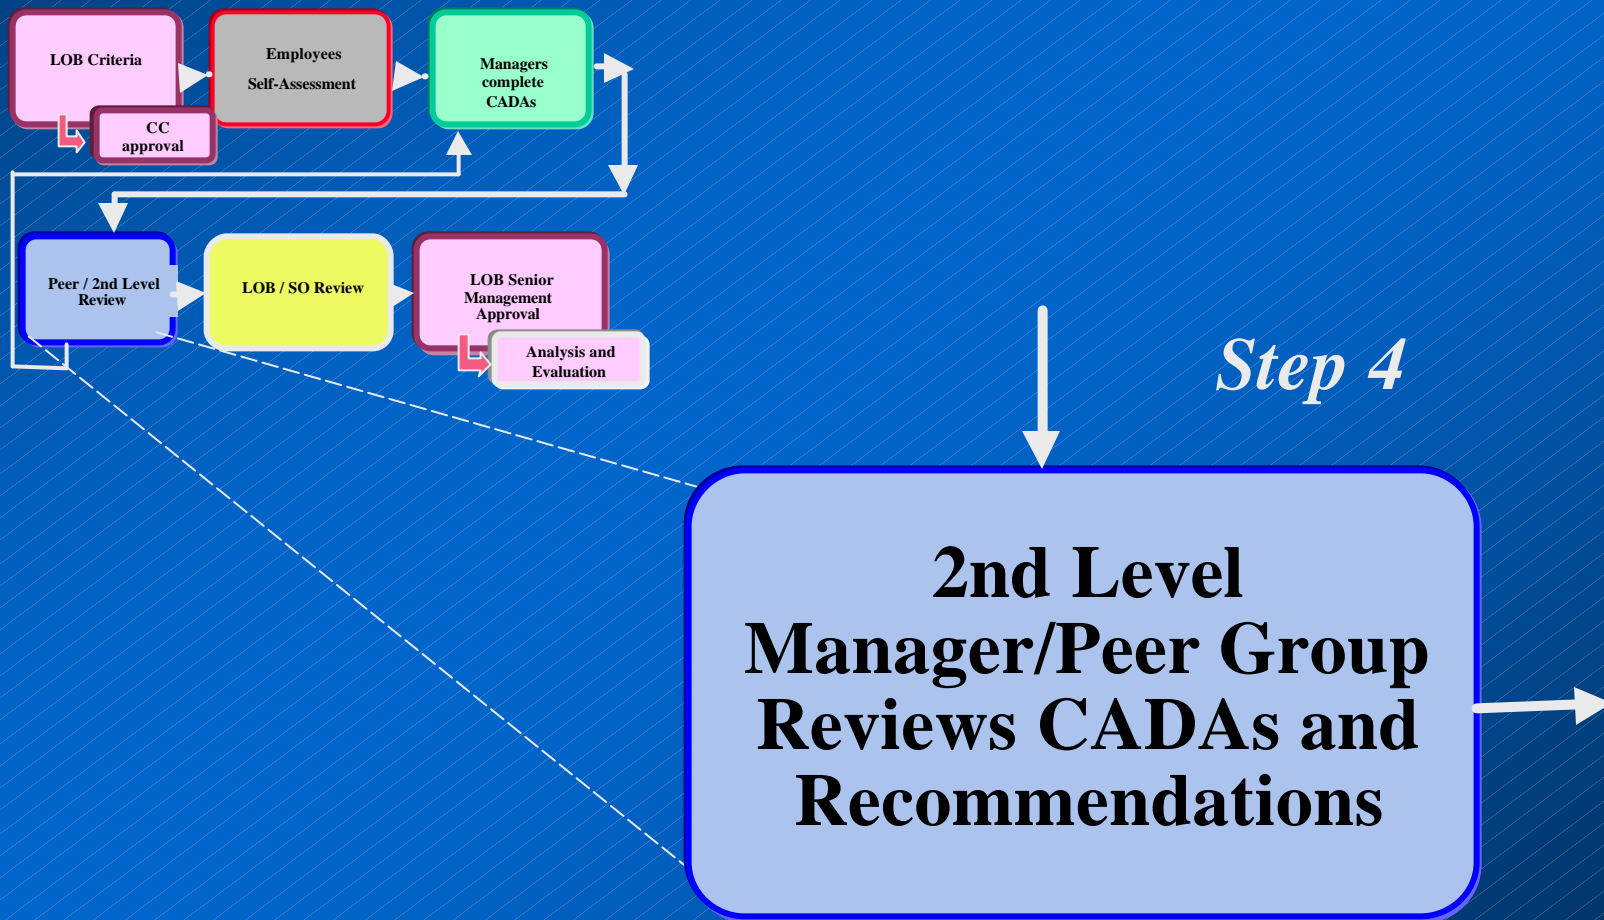 LOB Criteria
CC
approval
Employees
Self-Assessment
Managers
complete
CADAs
Peer / 2nd Level
Review
LOB / SO Review
LOB Senior
Management
Approval
Analysis and
Evaluation
Step 4
2nd Level
Manager/Peer Group
Reviews CADAs and
Recommendations